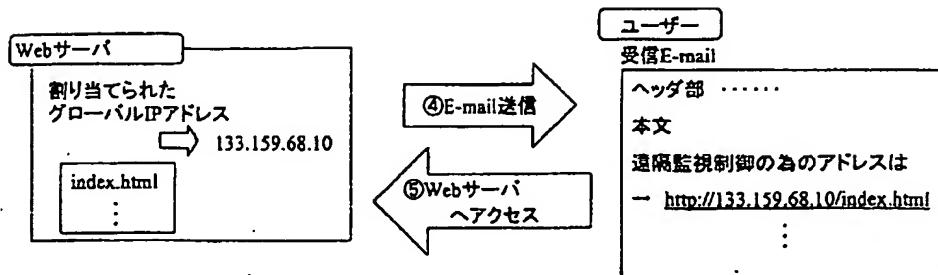 Webサーバ
割り当てられた
グローバルIPアドレス
133.159.68.10
index.html
⋮
④E-mail送信
⑤Webサーバ
へアクセス
ユーザー
受信E-mail
ヘッダ部 ……
本文
遠隔監視制御の為のアドレスは
→ http://133.159.68.10/index.html
⋮